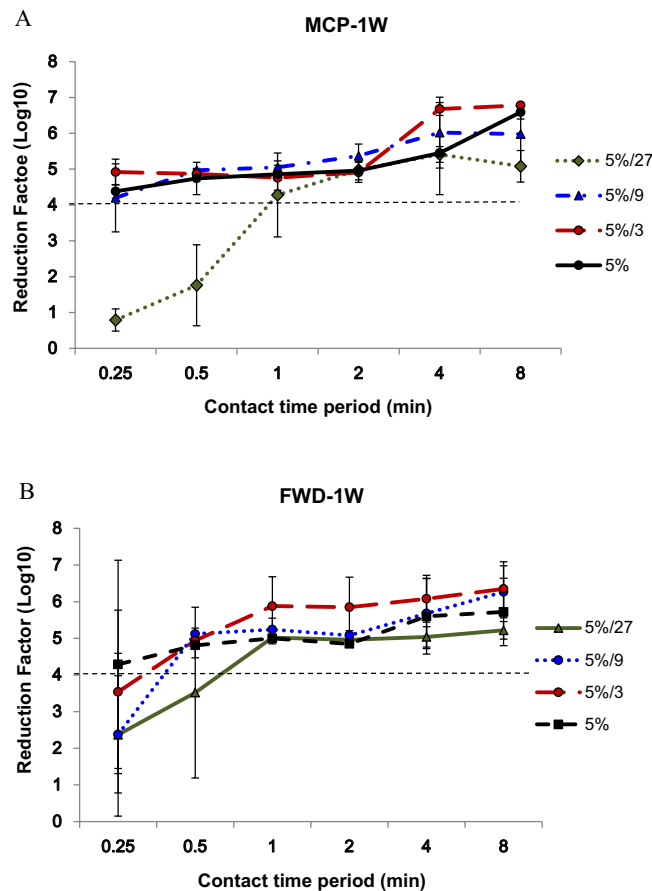 A
MCP-1W
Reduction Factoe (Log10)
8
7
6
5
4
3
2
1
0
0.25 0.5 1 2 4 8
Contact time period (min)
5%/27
5%/9
5%/3
5%
B
FWD-1W
Reduction Factor (Log10)
8
7
6
5
4
3
2
1
0
0.25 0.5 1 2 4 8
Contact time period (min)
5%/27
5%/9
5%/3
5%